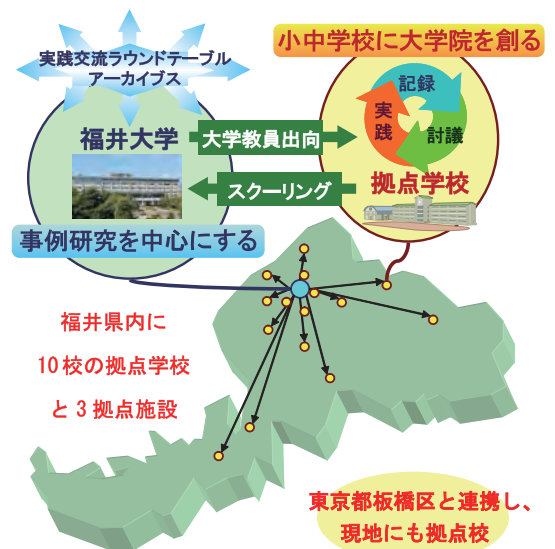 実践交流ラウンドテーブル
アーカイブス
福井大学
事例研究を中心にする
大学教員出向
スクーリング
小中学校に大学院を創る
記録
実践
討議
拠点学校
福井県内に
10校の拠点学校
と3拠点施設
東京都板橋区と連携し、
現地にも拠点校